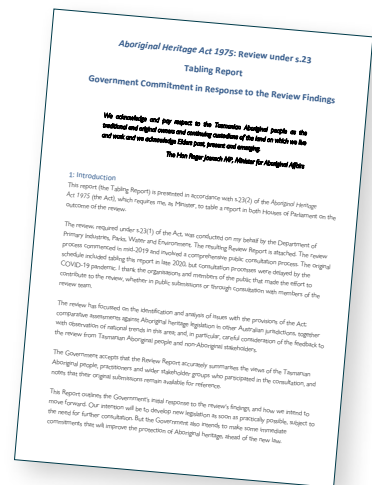 Aboriginal Heritage Act 1975: Review under s.23
Tabling Report
Government Commitment in Response to the Review Findings
We acknowledge and pay respect to the Tasmanian Aboriginal people as the
traditional and original owners and continuing custodians of the land on which we live
and work and we acknowledge Elders past, present and emerging.
The Hon Roger Jaensch MP, Minister for Aboriginal Affairs
1: Introduction
This report (the Tabling Report) is presented in accordance with s.23(2) of the Aboriginal Heritage
Act 1975 (the Act), which requires me, as Minister, to table a report in both Houses of Parliament on the
outcome of the review.
The review, required under s.23(1) of the Act, was conducted on my behalf by the Department of
Primary Industries, Parks, Water and Environment. The resulting Review Report is attached. The review
process commenced in mid-2019 and involved a comprehensive public consultation process. The original
schedule included tabling this report in late 2020, but consultation processes were delayed by the
COVID-19 pandemic. I thank the organisations and members of the public that made the effort to
contribute to the review, whether in public submissions or through consultation with members of the
review team.
The review has focused on the identification and analysis of issues with the provisions of the Act;
comparative assessments against Aboriginal heritage legislation in other Australian jurisdictions, together
with observation of national trends in this area; and, in particular, careful consideration of the feedback to
the review from Tasmanian Aboriginal people and non-Aboriginal stakeholders.
The Government accepts that the Review Report accurately summarises the views of the Tasmanian
Aboriginal people, practitioners and wider stakeholder groups who participated in the consultation, and
notes that their original submissions remain available for reference.
This Report outlines the Government's initial response to the review's findings, and how we intend to
move forward. Our intention will be to develop new legislation as soon as practically possible, subject to
the need for further consultation. But the Government also intends to make some immediate
commitments that will improve the protection of Aboriginal heritage, ahead of the new law.